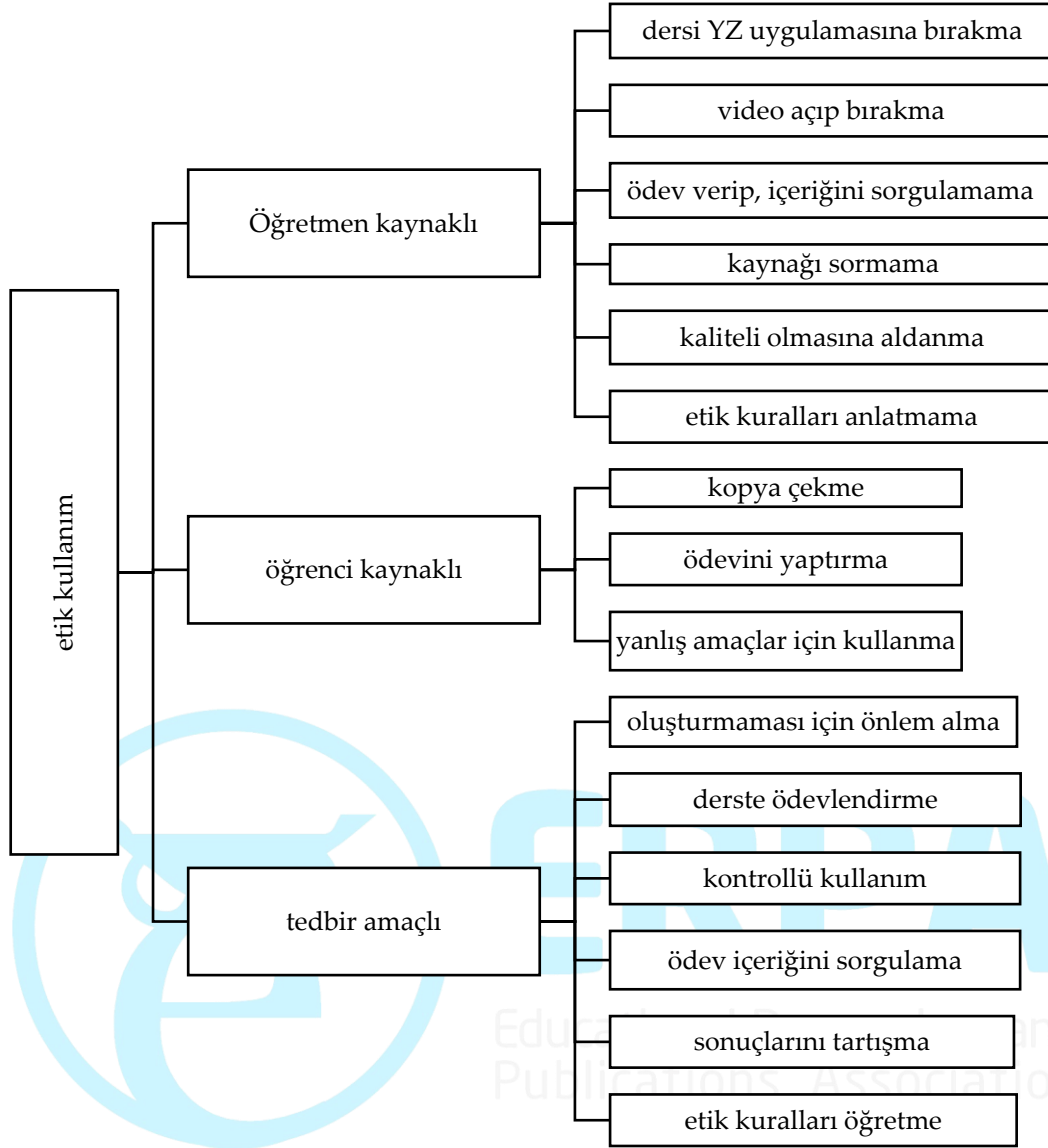 etik kullanım
Öğretmen kaynaklı
dersi YZ uygulamasına bırakma
video açıp bırakma
ödev verip, içeriğini sorgulamama
kaynağı sormama
kaliteli olmasına aldanma
etik kuralları anlatmama
öğrenci kaynaklı
kopya çekme
ödevini yaptırma
yanlış amaçlar için kullanma
tedbir amaçlı
oluşturmaması için önlem alma
derste ödevlendirme
kontrollü kullanım
ödev içeriğini sorgulama
sonuçlarını tartışma
etik kuralları öğretme
ERPA